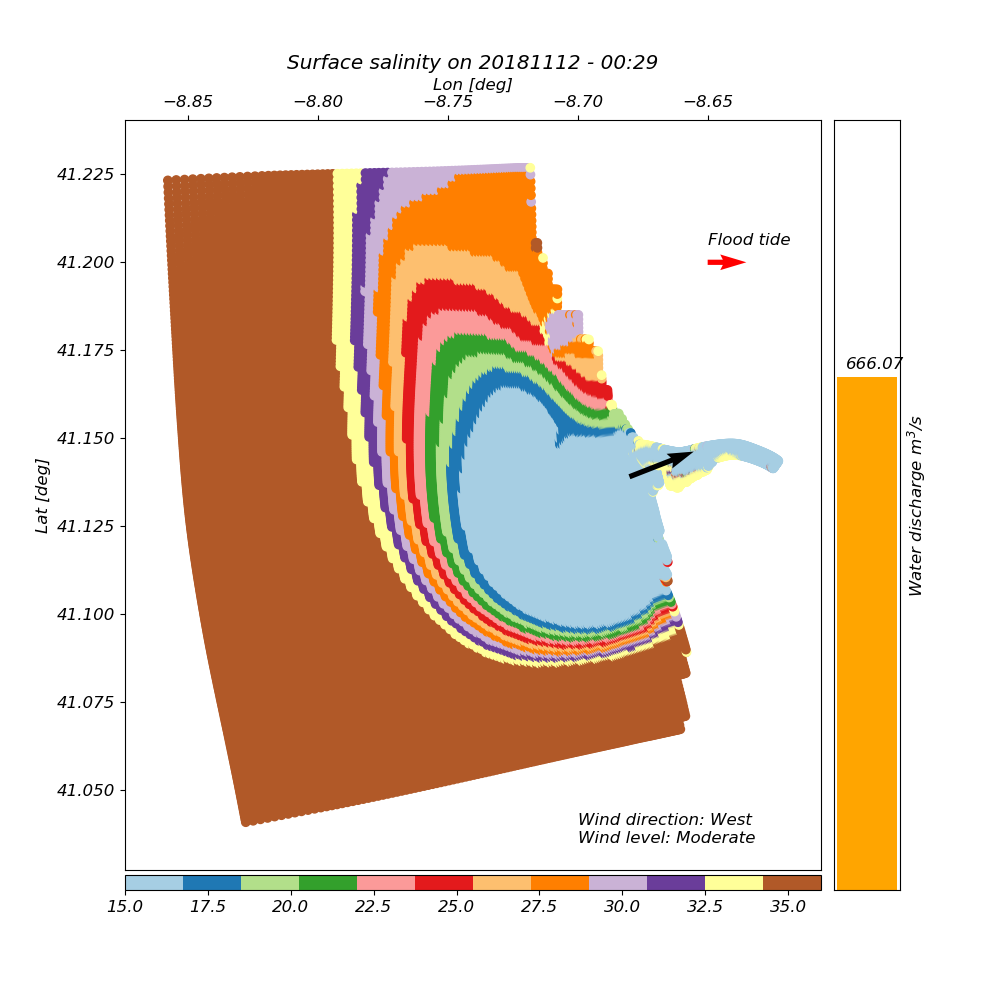 Surface salinity on 20181112 - 00:29
Lon [deg]
−8.85 −8.80 −8.75 −8.70 −8.65
41.225
41.200
41.175
41.150
41.125
41.100
41.075
41.050
Lat [deg]
Flood tide
666.07
Water discharge m³/s
Wind direction: West
Wind level: Moderate
15.0 17.5 20.0 22.5 25.0 27.5 30.0 32.5 35.0